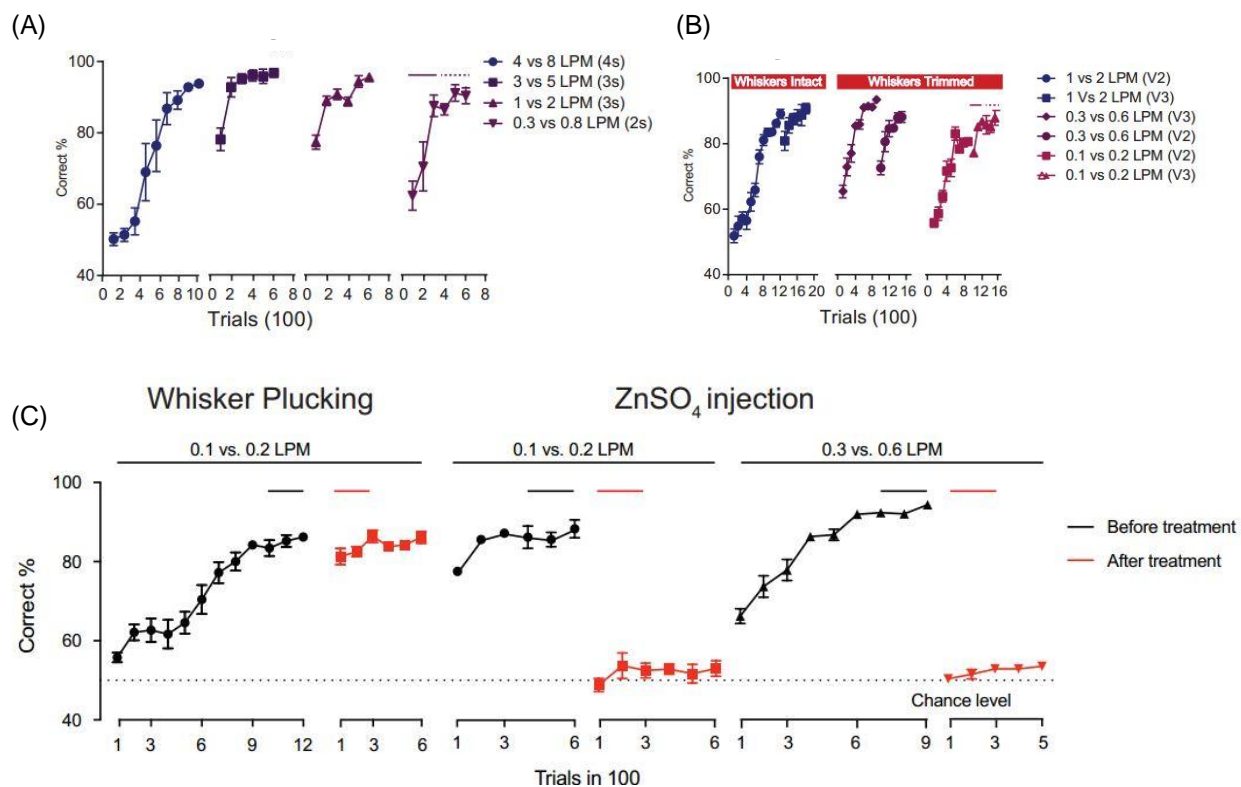 (A)
100
80
60
40
Correct %
0 2 4 6 8 10
0 2 4 6 8
0 2 4 6 8
0 2 4 6 8
Trials (100)
4 vs 8 LPM (4s)
3 vs 5 LPM (3s)
1 vs 2 LPM (3s)
0.3 vs 0.8 LPM (2s)
(B)
Whiskers Intact
Whiskers Trimmed
100
80
60
40
Correct %
0 4 8 12 16 20
0 4 8 12 16
0 4 8 12 16
Trials (100)
1 vs 2 LPM (V2)
1 Vs 2 LPM (V3)
0.3 vs 0.6 LPM (V3)
0.3 vs 0.6 LPM (V2)
0.1 vs 0.2 LPM (V2)
0.1 vs 0.2 LPM (V3)
(C)
Whisker Plucking
ZnSO4 injection
0.1 vs. 0.2 LPM
0.1 vs. 0.2 LPM
0.3 vs. 0.6 LPM
100
80
60
40
Correct %
Before treatment
After treatment
Chance level
1 3 6 9 12
1 3 6
1 3 6
1 3 6
1 3 6 9
1 3 5
Trials in 100